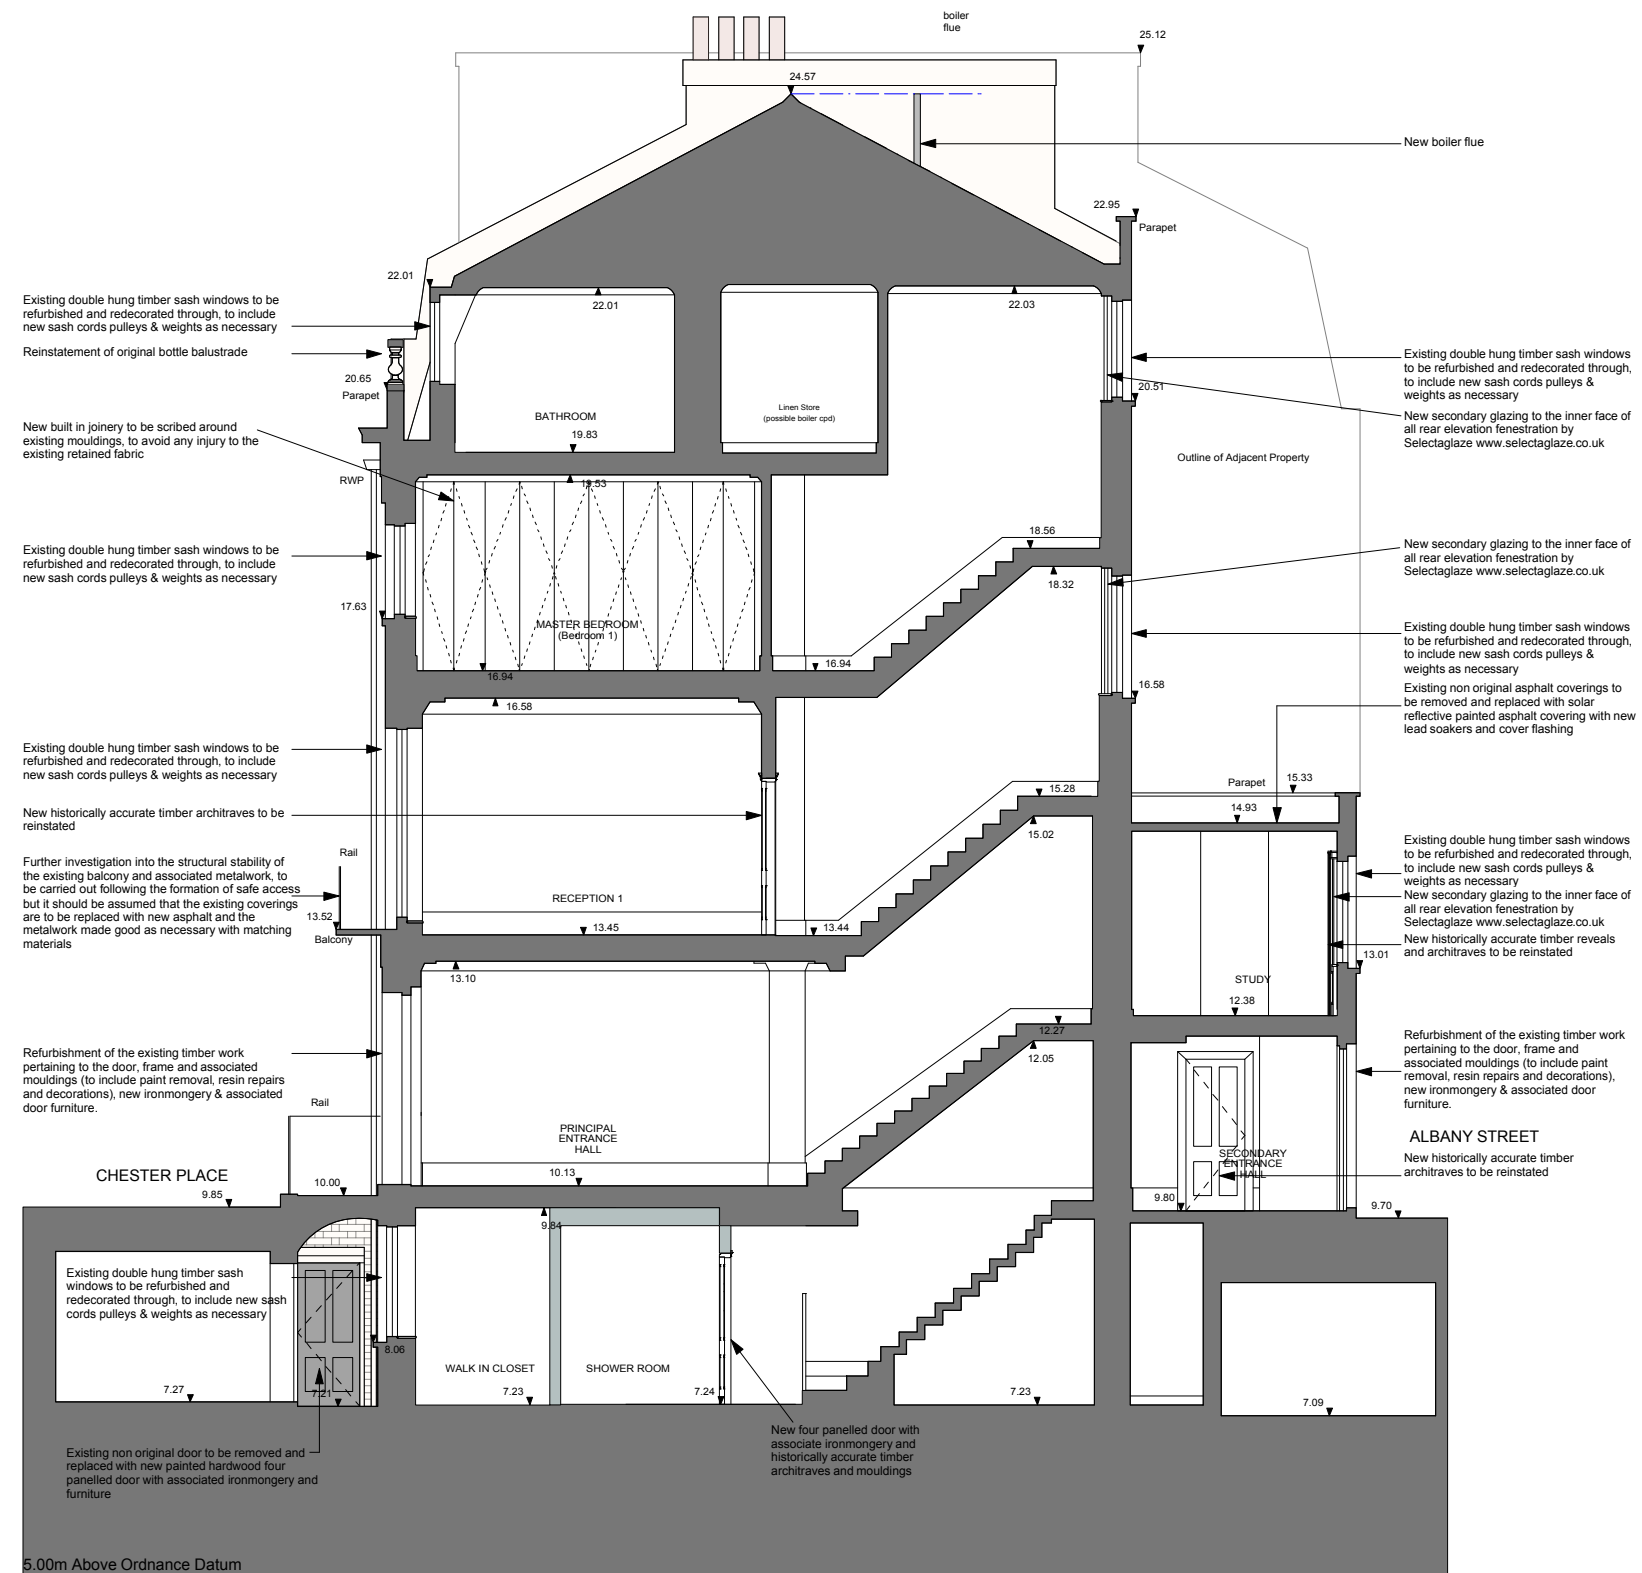 boiler
flue
25.12
24.57
New boiler flue
22.95
Parapet
22.01
22.01
22.03
Existing double hung timber sash windows to be
refurbished and redecorated through, to include
new sash cords pulleys & weights as necessary
Reinstatement of original bottle balustrade
20.65
Parapet
BATHROOM
19.83
Linen Store
(possible boiler cpd)
20.51
Existing double hung timber sash windows
to be refurbished and redecorated through,
to include new sash cords pulleys &
weights as necessary
New secondary glazing to the inner face of
all rear elevation fenestration by
Selectaglaze www.selectaglaze.co.uk
Outline of Adjacent Property
New built in joinery to be scribed around
existing mouldings, to avoid any injury to the
existing retained fabric
RWP
19.53
18.56
18.32
New secondary glazing to the inner face of
all rear elevation fenestration by
Selectaglaze www.selectaglaze.co.uk
Existing double hung timber sash windows to be
refurbished and redecorated through, to include
new sash cords pulleys & weights as necessary
17.63
MASTER BEDROOM
(Bedroom 1)
16.94
16.94
Existing double hung timber sash windows
to be refurbished and redecorated through,
to include new sash cords pulleys &
weights as necessary
16.58
16.58
Existing non original asphalt coverings to
be removed and replaced with solar
reflective painted asphalt covering with new
lead soakers and cover flashing
Existing double hung timber sash windows to be
refurbished and redecorated through, to include
new sash cords pulleys & weights as necessary
Parapet
15.33
15.28
14.93
15.02
New historically accurate timber architraves to be
reinstated
Existing double hung timber sash windows
to be refurbished and redecorated through,
to include new sash cords pulleys &
weights as necessary
New secondary glazing to the inner face of
all rear elevation fenestration by
Selectaglaze www.selectaglaze.co.uk
New historically accurate timber reveals
and architraves to be reinstated
Rail
Further investigation into the structural stability of
the existing balcony and associated metalwork, to
be carried out following the formation of safe access
but it should be assumed that the existing coverings
are to be replaced with new asphalt and the
metalwork made good as necessary with matching
materials
13.52
Balcony
RECEPTION 1
13.45
13.44
13.10
13.01
STUDY
12.38
12.27
12.05
Refurbishment of the existing timber work
pertaining to the door, frame and associated
mouldings (to include paint removal, resin repairs
and decorations), new ironmongery & associated
door furniture.
Refurbishment of the existing timber work
pertaining to the door, frame and
associated mouldings (to include paint
removal, resin repairs and decorations),
new ironmongery & associated door
furniture.
Rail
PRINCIPAL
ENTRANCE
HALL
10.13
SECONDARY
ENTRANCE
HALL
ALBANY STREET
New historically accurate timber
architraves to be reinstated
CHESTER PLACE
9.85
10.00
9.84
9.80
9.70
Existing double hung timber sash
windows to be refurbished and
redecorated through, to include new sash
cords pulleys & weights as necessary
8.06
WALK IN CLOSET
SHOWER ROOM
7.27
7.21
7.23
7.24
7.23
7.09
Existing non original door to be removed and
replaced with new painted hardwood four
panelled door with associated ironmongery and
furniture
New four panelled door with
associate ironmongery and
historically accurate timber
architraves and mouldings
5.00m Above Ordnance Datum